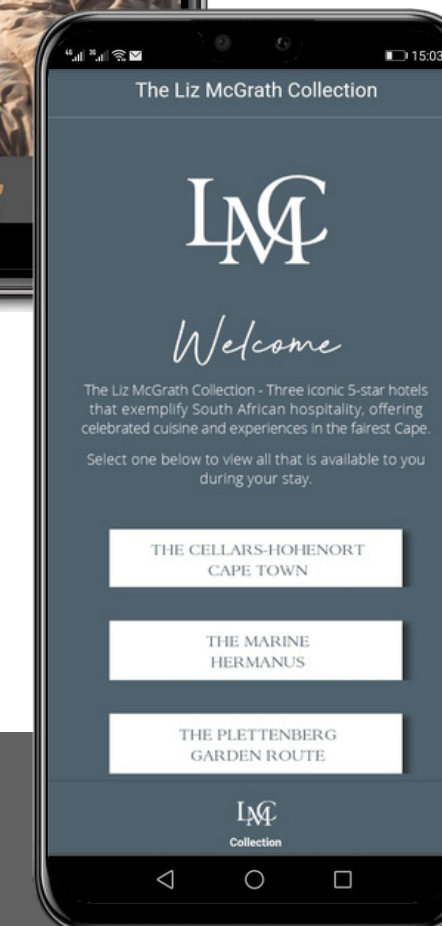 4G 3G 15:03
The Liz McGrath Collection
LMC
Welcome
The Liz McGrath Collection - Three iconic 5-star hotels
that exemplify South African hospitality, offering
celebrated cuisine and experiences in the fairest Cape.
Select one below to view all that is available to you
during your stay.
THE CELLARS-HOHENORT
CAPE TOWN
THE MARINE
HERMANUS
THE PLETTENBERG
GARDEN ROUTE
LMC
Collection